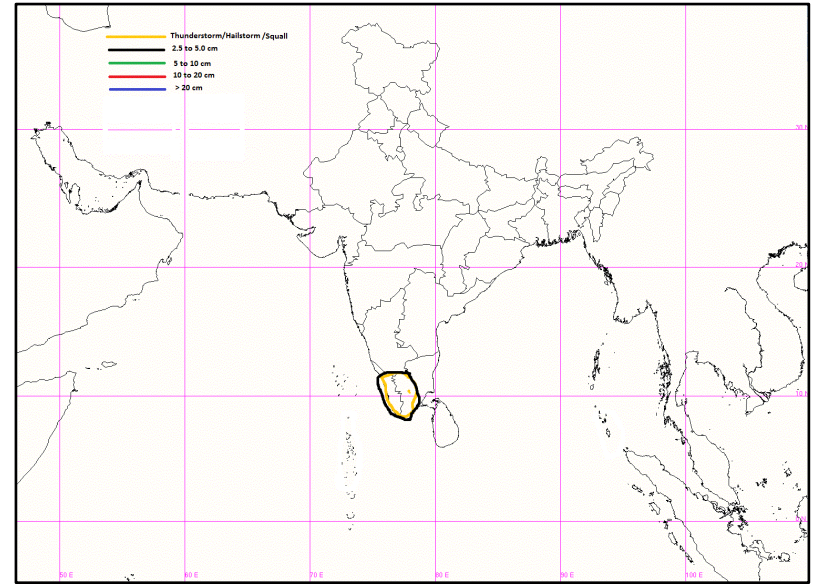 Thunderstorm/Hailstorm/Squall
2.5 to 5.0 cm
5 to 10 cm
10 to 20 cm
> 20 cm
30 N
20 N
10 N
50 E
70 E
80 E
90 E
100 E